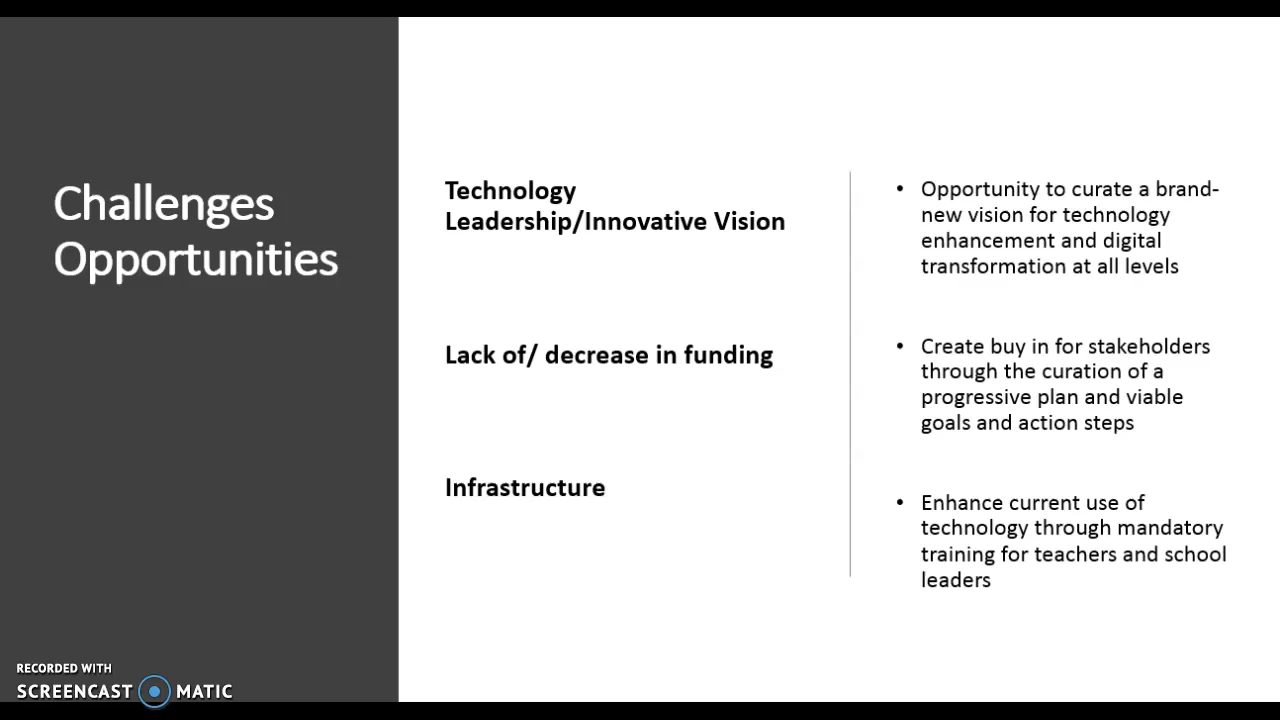 Challenges
Opportunities
Technology
Leadership/Innovative Vision
Lack of/ decrease in funding
Infrastructure
• Opportunity to curate a brand-
new vision for technology
enhancement and digital
transformation at all levels
• Create buy in for stakeholders
through the curation of a
progressive plan and viable
goals and action steps
• Enhance current use of
technology through mandatory
training for teachers and school
leaders
RECORDED WITH
SCREENCAST MATIC